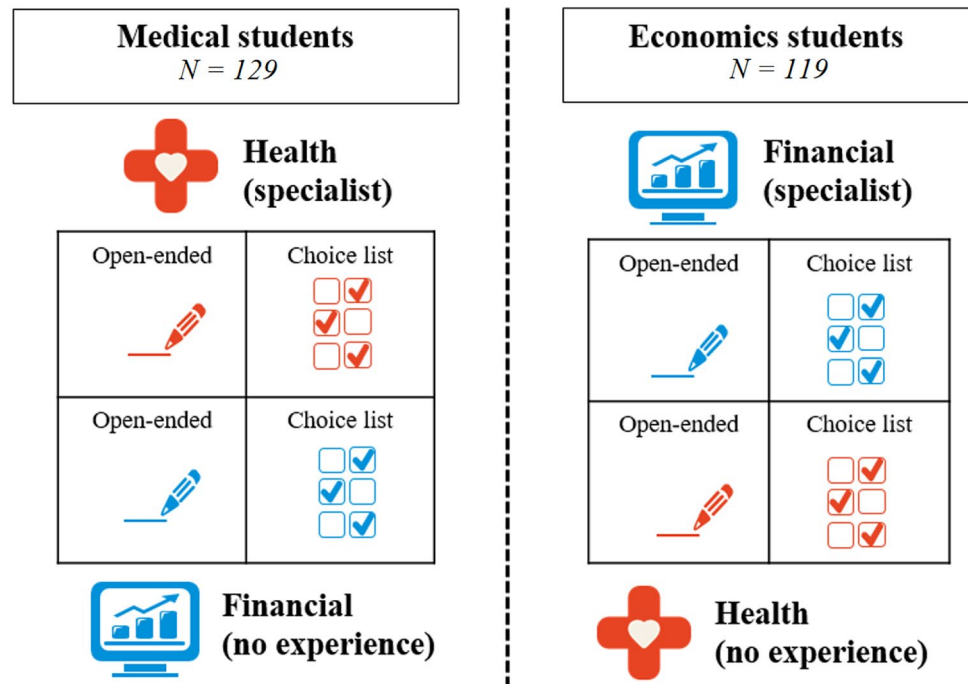 Medical students
N = 129
Health
(specialist)
Open-ended
Choice list
Open-ended
Choice list
Financial
(no experience)
Economics students
N = 119
Financial
(specialist)
Open-ended
Choice list
Open-ended
Choice list
Health
(no experience)